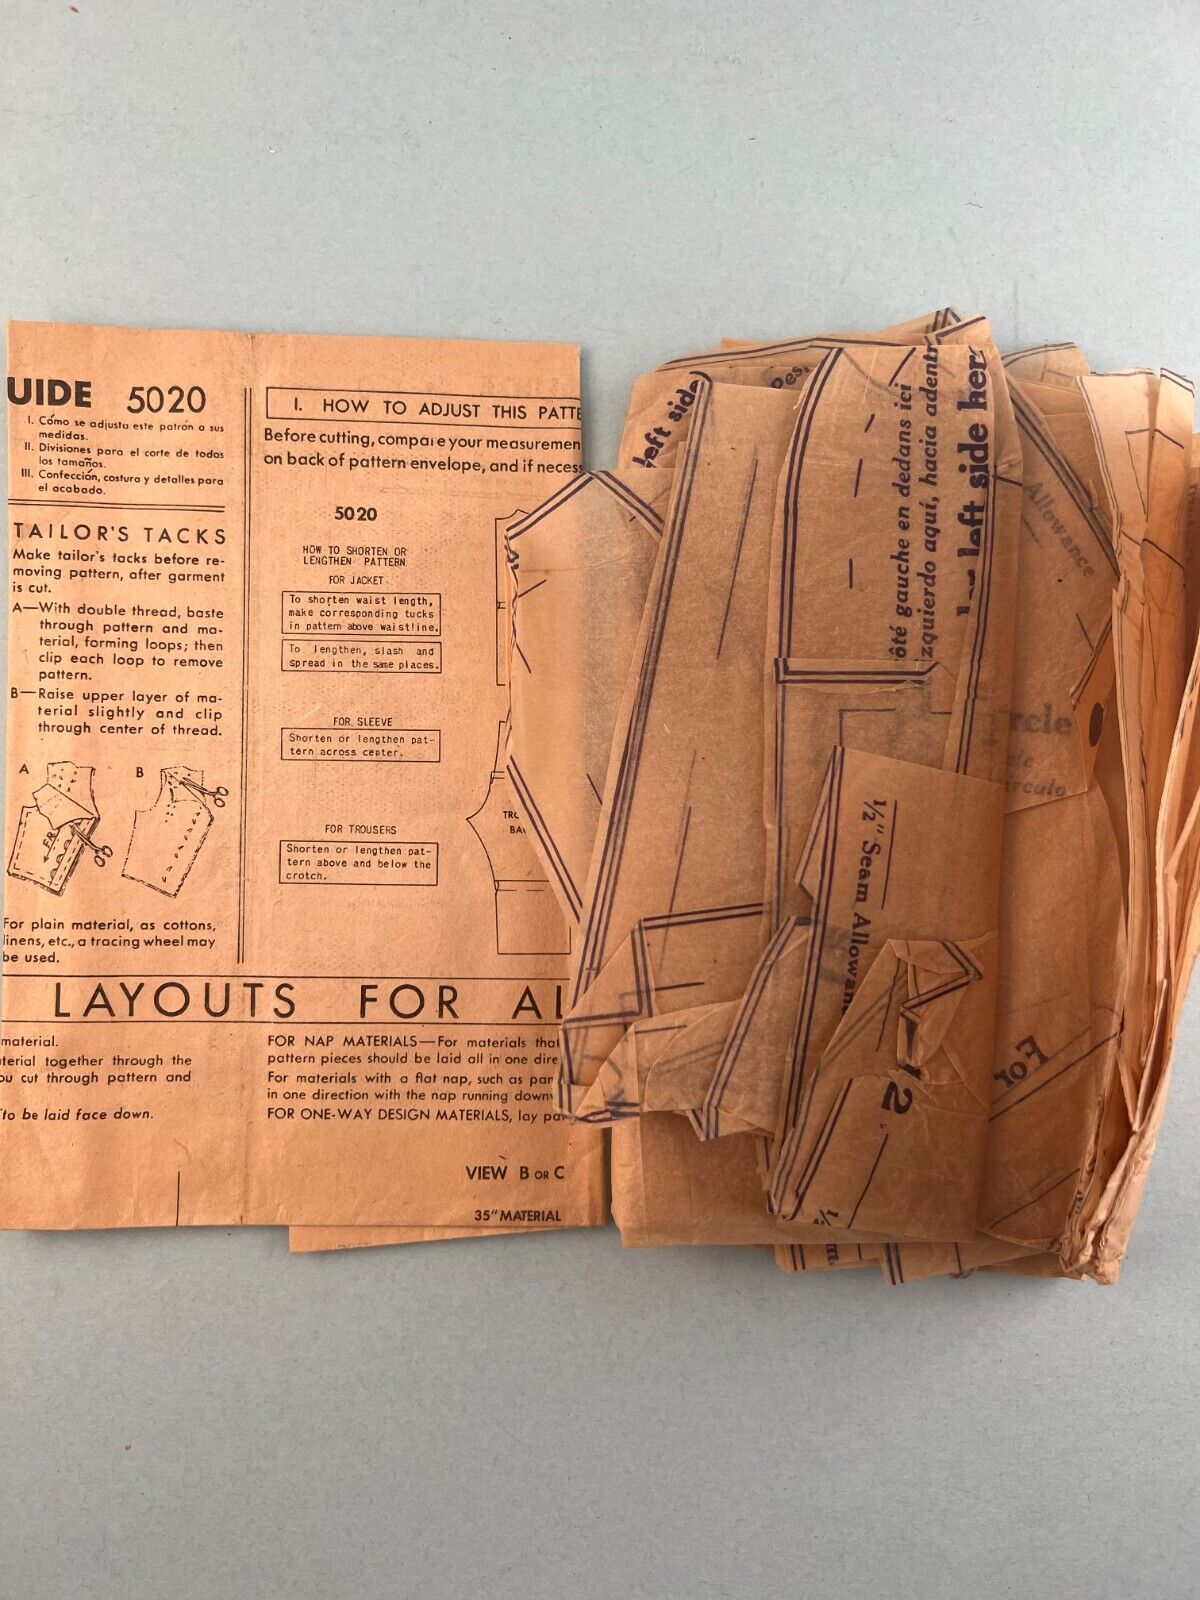 UIDE 5020
I. Cómo se adjusta este patrón a sus
medidas.
II. Divisiones para el corte de todos
los tamaños.
III. Confección, costura y detalles para
el acabado.
TAILOR'S TACKS
Make tailor's tacks before re-
moving pattern, after garment
is cut.
A—With double thread, baste
through pattern and ma-
terial, forming loops; then
clip each loop to remove
pattern.
B—Raise upper layer of ma-
terial slightly and clip
through center of thread.
A B
FR
For plain material, as cottons,
linens, etc., a tracing wheel may
be used.
I. HOW TO ADJUST THIS PATTE
Before cutting, compare your measuremen
on back of pattern envelope, and if necess
5020
HOW TO SHORTEN OR
LENGTHEN PATTERN
FOR JACKET
To shorten waist length,
make corresponding tucks
in pattern above waistline.
To lengthen, slash and
spread in the same places.
FOR SLEEVE
Shorten or lengthen pat-
tern across center.
FOR TROUSERS
Shorten or lengthen pat-
tern above and below the
crotch.
TRO
BA
LAYOUTS FOR AL
material.
terial together through the
ou cut through pattern and
to be laid face down.
FOR NAP MATERIALS—For materials tha
pattern pieces should be laid all in one dire
For materials with a flat nap, such as pan
in one direction with the nap running downw
FOR ONE-WAY DESIGN MATERIALS, lay pa
VIEW B OR C
35" MATERIAL
left side
ôté gauche en dedans ici
izquierdo aquí, hacia adentr
left side her
Allowance
rcle
rculo
½" Seam Allowan
12
For